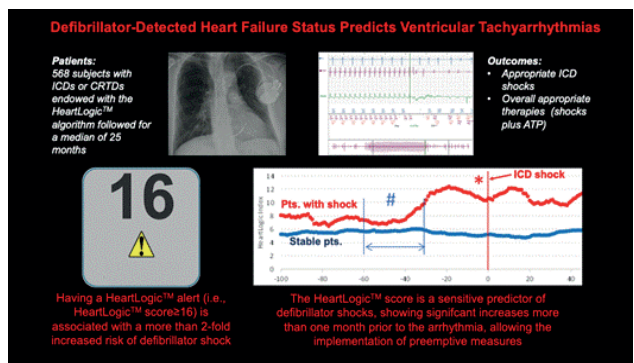 Defibrillator-Detected Heart Failure Status Predicts Ventricular Tachyarrhythmias
Patients:
568 subjects with
ICDs or CRTDs
endowed with the
HeartLogic™
algorithm followed for
a median of 25
months
Outcomes:
• Appropriate ICD
shocks
• Overall appropriate
therapies (shocks
plus ATP)
16
Having a HeartLogic™ alert (i.e.,
HeartLogic™ score≥16) is
associated with a more than 2-fold
increased risk of defibrillator shock
HeartLogic Index
14
12
10
8
6
4
2
0
Pts. with shock
Stable pts.
#
*
ICD shock
-100 -80 -60 -40 -20 0 20 40
The HeartLogic™ score is a sensitive predictor
of defibrillator shocks, showing signifcant increases more
than one month prior to the arrhythmia, allowing the
implementation of preemptive measures